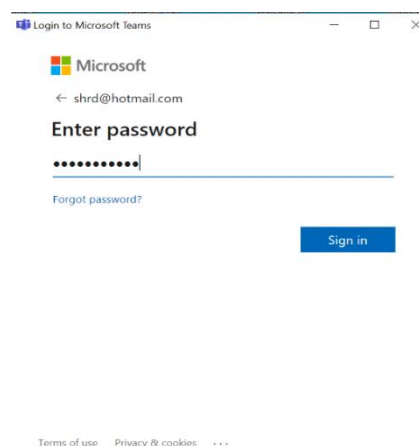 Login to Microsoft Teams
Microsoft
← shrd@hotmail.com
Enter password
•••••••••••
Forgot password?
Sign in
Terms of use Privacy & cookies ...